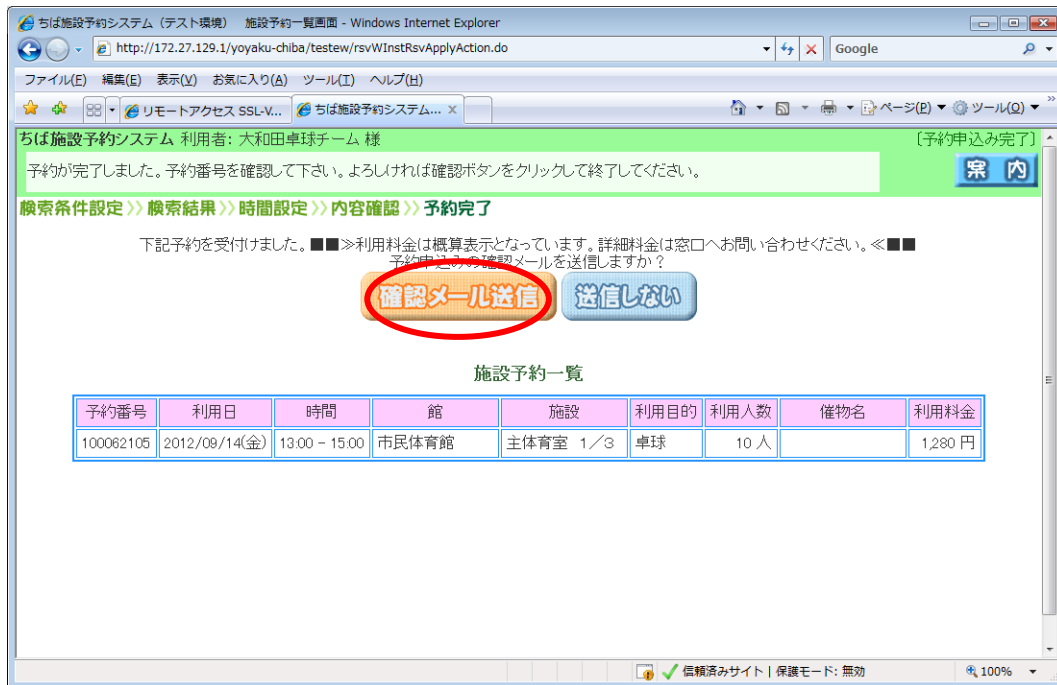 ちば施設予約システム（テスト環境） 施設予約一覧画面 - Windows Internet Explorer
http://172.27.129.1/yoyaku-chiba/testew/rsvWInstRsvApplyAction.do
Google
ファイル(F) 編集(E) 表示(V) お気に入り(A) ツール(T) ヘルプ(H)
リモートアクセス SSL-V... ちば施設予約システム... X ページ(P) ツール(O) »
ちば施設予約システム 利用者: 大和田卓球チーム 様 〔予約申込み完了〕
予約が完了しました。予約番号を確認して下さい。よろしければ確認ボタンをクリックして終了してください。
案内
検索条件設定 》 検索結果 》 時間設定 》 内容確認 》 予約完了
下記予約を受付けました。■■≫利用料金は概算表示となっています。詳細料金は窓口へお問い合わせください。≪■■
予約申込みの確認メールを送信しますか？
確認メール送信 送信しない
施設予約一覧
予約番号 利用日 時間 館 施設 利用目的 利用人数 催物名 利用料金
100062105 2012/09/14(金) 13:00 - 15:00 市民体育館 主体育室 1／3 卓球 10 人 1,280 円
信頼済みサイト | 保護モード: 無効 100%